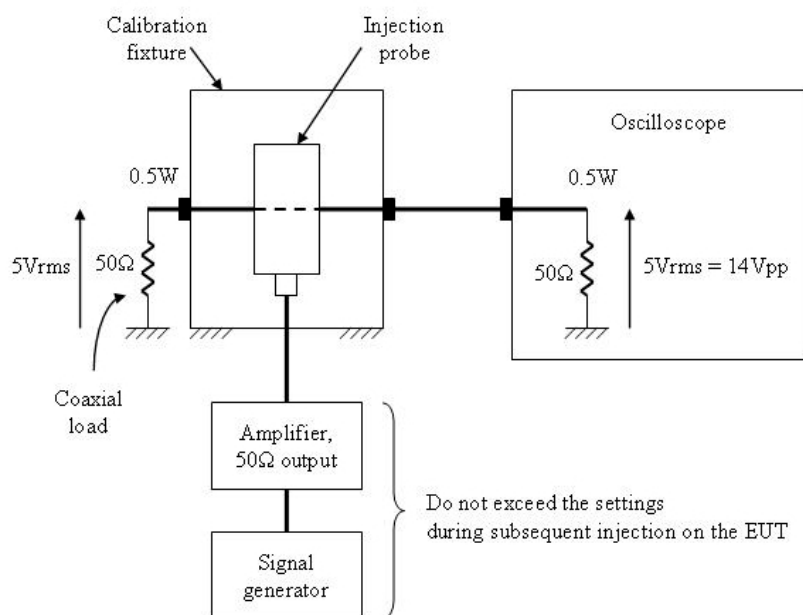 Calibration
fixture
Injection
probe
Oscilloscope
0.5W
0.5W
5Vrms
50Ω
50Ω
5Vrms = 14Vpp
Coaxial
load
Amplifier,
50Ω output
Do not exceed the settings
during subsequent injection on the EUT
Signal
generator